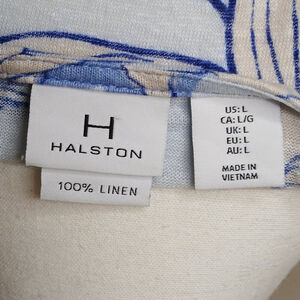 H
HALSTON
100% LINEN
US: L
CA: L/G
UK: L
EU: L
AU: L
MADE IN
VIETNAM